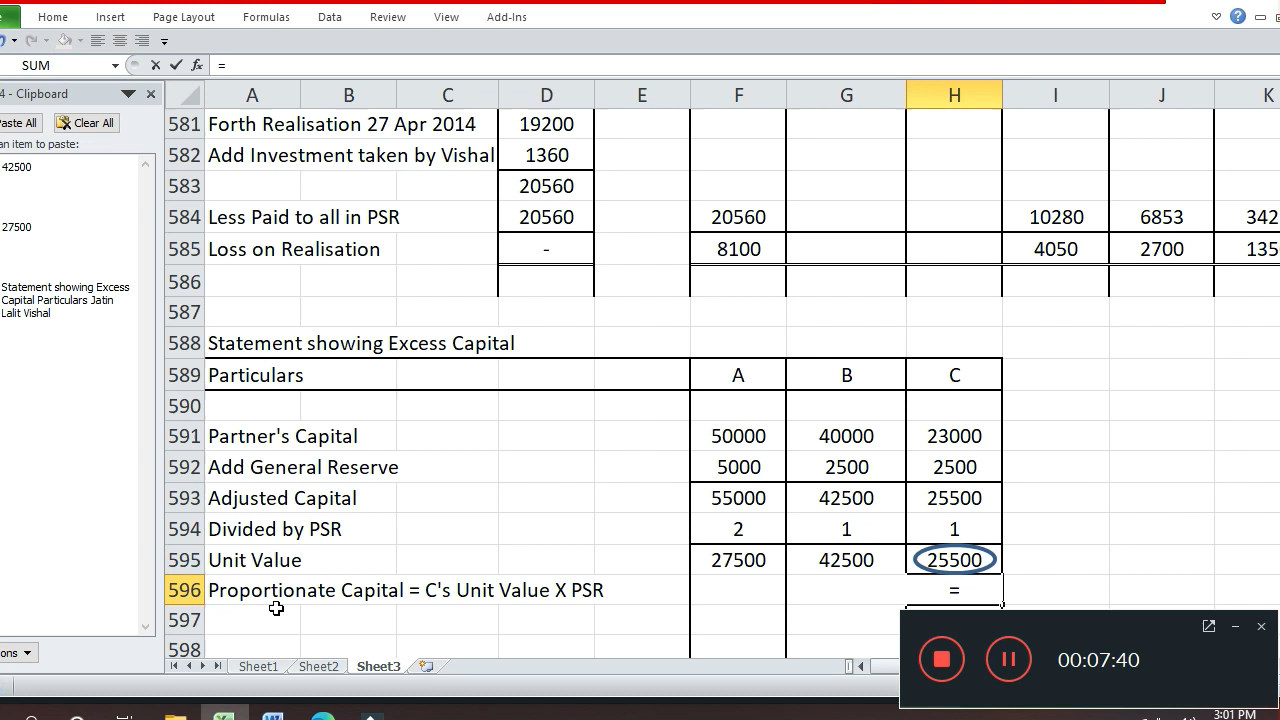 Home Insert Page Layout Formulas Data Review View Add-Ins
SUM =
4 - Clipboard
Paste All Clear All
an item to paste:
42500
27500
Statement showing Excess
Capital Particulars Jatin
Lalit Vishal
A B C D E F G H I J K
581 Forth Realisation 27 Apr 2014 19200
582 Add Investment taken by Vishal 1360
583 20560
584 Less Paid to all in PSR 20560 20560 10280 6853 342
585 Loss on Realisation - 8100 4050 2700 135
586
587
588 Statement showing Excess Capital
589 Particulars A B C
590
591 Partner's Capital 50000 40000 23000
592 Add General Reserve 5000 2500 2500
593 Adjusted Capital 55000 42500 25500
594 Divided by PSR 2 1 1
595 Unit Value 27500 42500 25500
596 Proportionate Capital = C's Unit Value X PSR =
597
598
00:07:40
ons
Sheet1 Sheet2 Sheet3
3:01 PM